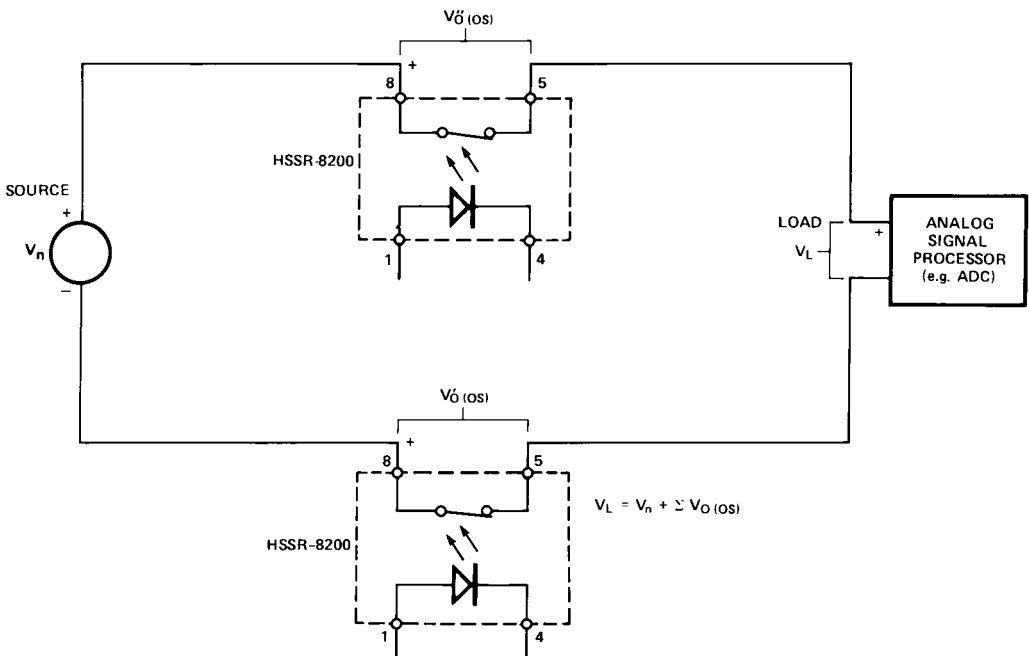 V″O (OS)
+
8
5
HSSR-8200
SOURCE
+
Vn
−
1
4
LOAD
VL
+
ANALOG
SIGNAL
PROCESSOR
(e.g. ADC)
V′O (OS)
+
8
5
VL = Vn + Σ VO (OS)
HSSR-8200
1
4